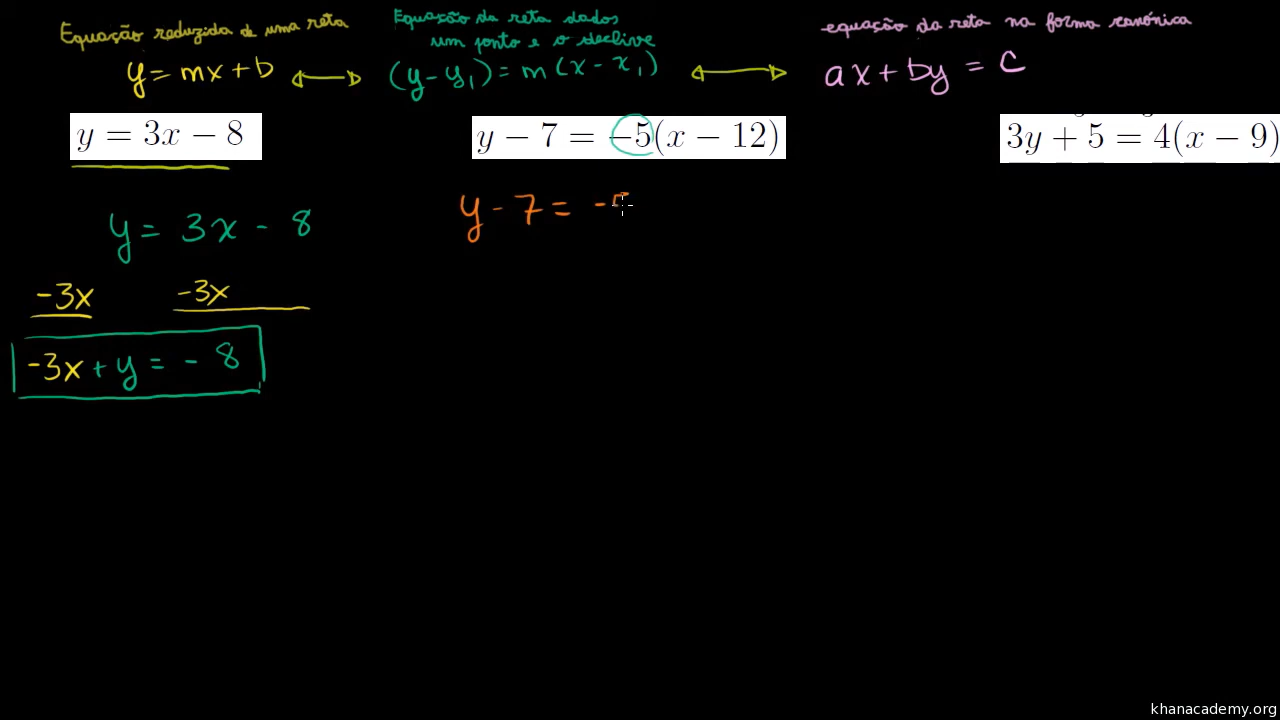 Equação reduzida de uma reta
y = mx + b
Equação da reta dados
um ponto e o declive
(y - y₁) = m (x - x₁)
equação da reta na forma canónica
ax + by = c
y = 3x − 8
y − 7 = −5(x − 12)
3y + 5 = 4(x − 9)
y = 3x - 8
-3x -3x
-3x + y = - 8
y - 7 = -5
khanacademy.org